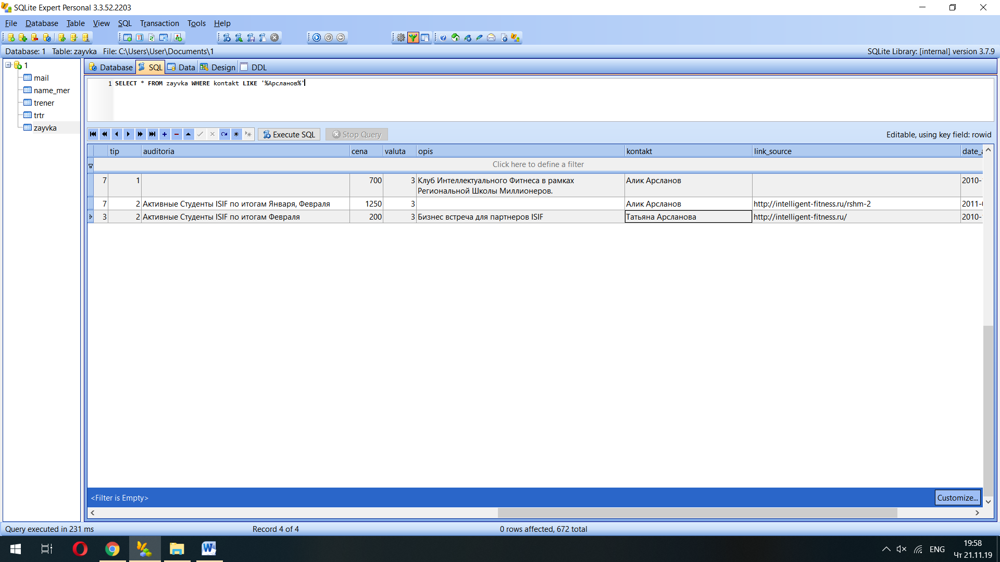 SQLite Expert Personal 3.3.52.2203
File Database Table View SQL Transaction Tools Help
Database: 1 Table: zayvka File: C:\Users\User\Documents\1
SQLite Library: [internal] version 3.7.9
1
mail
name_mer
trener
trtr
zayvka
Database SQL Data Design DDL
1 SELECT * FROM zayvka WHERE kontakt LIKE '%Арсланов%'
Execute SQL Stop Query Editable, using key field: rowid
tip auditoria cena valuta opis kontakt link_source
Click here to define a filter
7 1 700 3 Клуб Интеллектуального Фитнеса в рамках Алик Арсланов 2010-
Региональной Школы Миллионеров.
7 2 Активные Студенты ISIF по итогам Января, Февраля 1250 3 Алик Арсланов http://intelligent-fitness.ru/rshm-2 2011-
3 2 Активные Студенты ISIF по итогам Февраля 200 3 Бизнес встреча для партнеров ISIF Татьяна Арсланова http://intelligent-fitness.ru/ 2010-
<Filter is Empty>
Customize...
Query executed in 231 ms Record 4 of 4 0 rows affected, 672 total
ENG
19:58
Чт 21.11.19